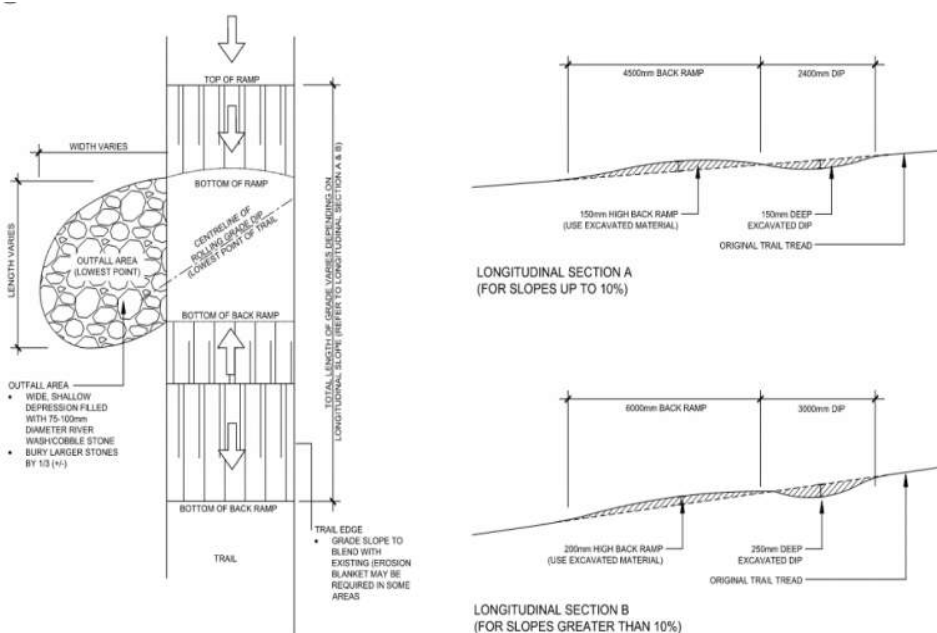 TOP OF RAMP
WIDTH VARIES
BOTTOM OF RAMP
LENGTH VARIES
CENTRELINE OF
ROLLING GRADE DIP
(LOWEST POINT OF TRAIL)
OUTFALL AREA
(LOWEST POINT)
BOTTOM OF BACK RAMP
TOTAL LENGTH OF GRADE VARIES DEPENDING ON
LONGITUDINAL SLOPE (REFER TO LONGITUDINAL SECTION A & B)
OUTFALL AREA
• WIDE, SHALLOW
DEPRESSION FILLED
WITH 75-100mm
DIAMETER RIVER
WASH/COBBLE STONE
• BURY LARGER STONES
BY 1/3 (+/-)
BOTTOM OF BACK RAMP
TRAIL
TRAIL EDGE
• GRADE SLOPE TO
BLEND WITH
EXISTING (EROSION
BLANKET MAY BE
REQUIRED IN SOME
AREAS
4500mm BACK RAMP
2400mm DIP
150mm HIGH BACK RAMP
(USE EXCAVATED MATERIAL)
150mm DEEP
EXCAVATED DIP
ORIGINAL TRAIL TREAD
LONGITUDINAL SECTION A
(FOR SLOPES UP TO 10%)
6000mm BACK RAMP
3000mm DIP
200mm HIGH BACK RAMP
(USE EXCAVATED MATERIAL)
250mm DEEP
EXCAVATED DIP
ORIGINAL TRAIL TREAD
LONGITUDINAL SECTION B
(FOR SLOPES GREATER THAN 10%)